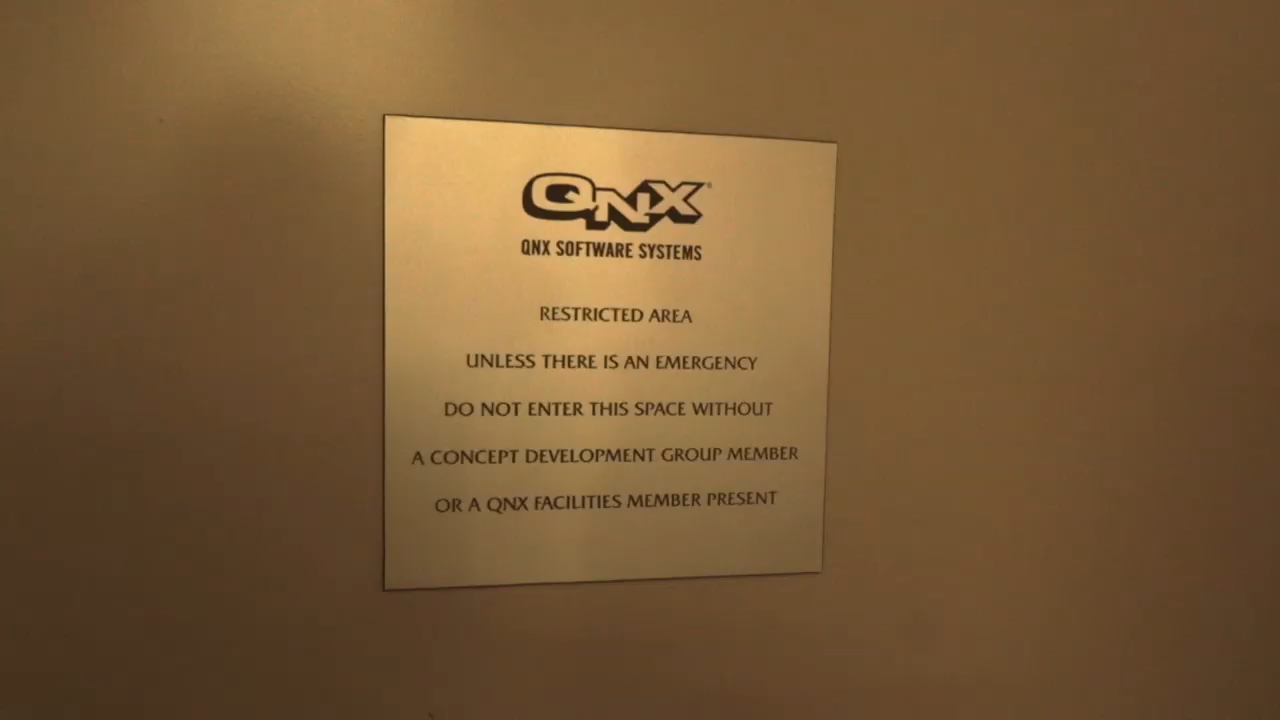 QNX®
QNX SOFTWARE SYSTEMS
RESTRICTED AREA
UNLESS THERE IS AN EMERGENCY
DO NOT ENTER THIS SPACE WITHOUT
A CONCEPT DEVELOPMENT GROUP MEMBER
OR A QNX FACILITIES MEMBER PRESENT